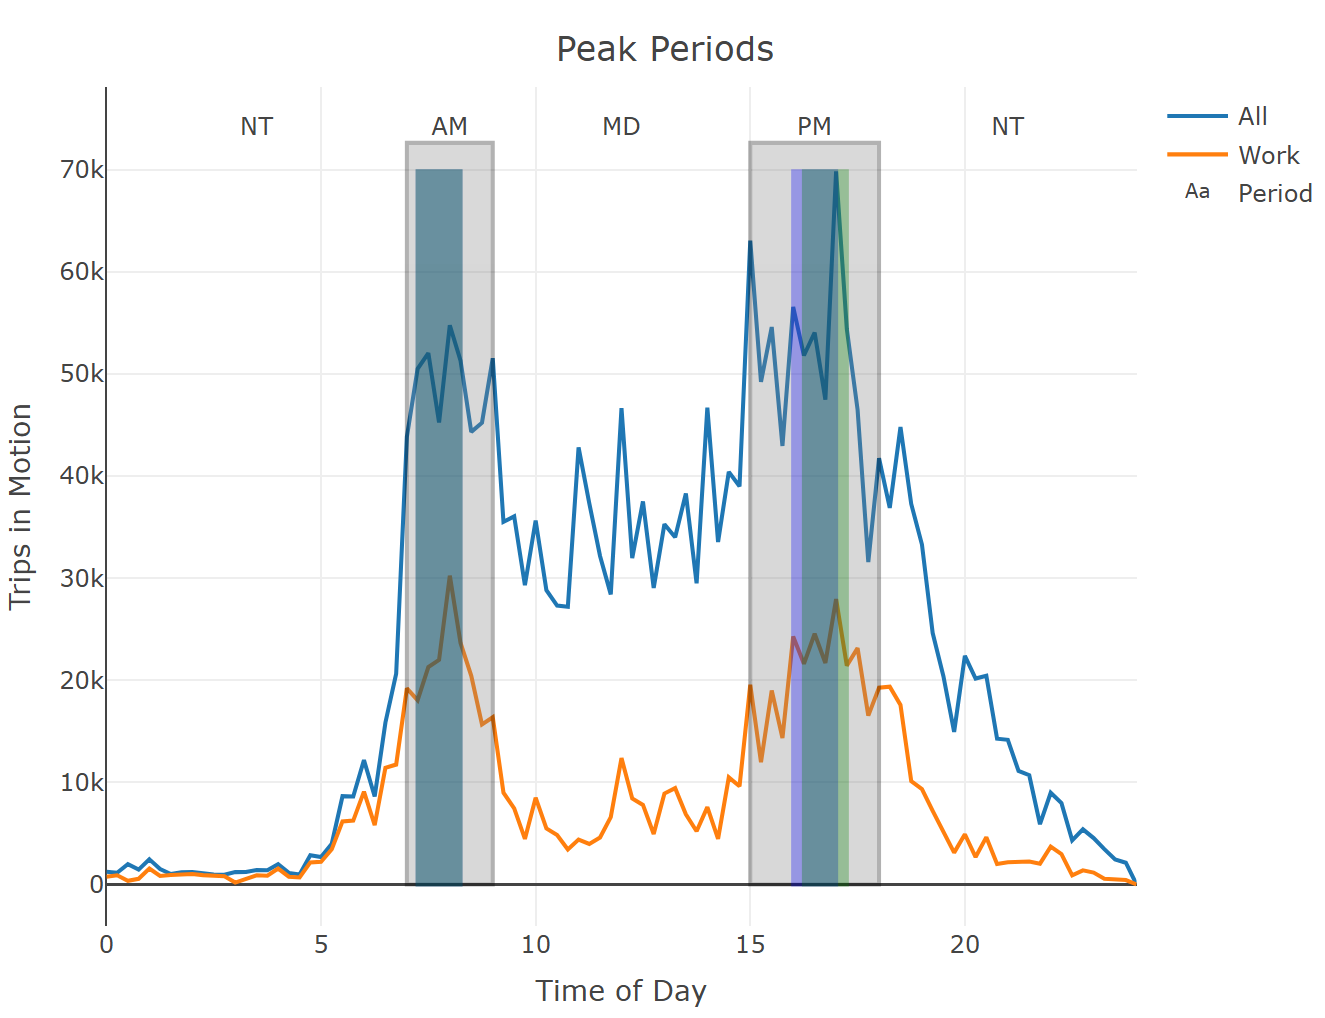 Peak Periods
NT AM MD PM NT
All
Work
Aa Period
70k
60k
50k
40k
30k
20k
10k
0
Trips in Motion
0 5 10 15 20
Time of Day